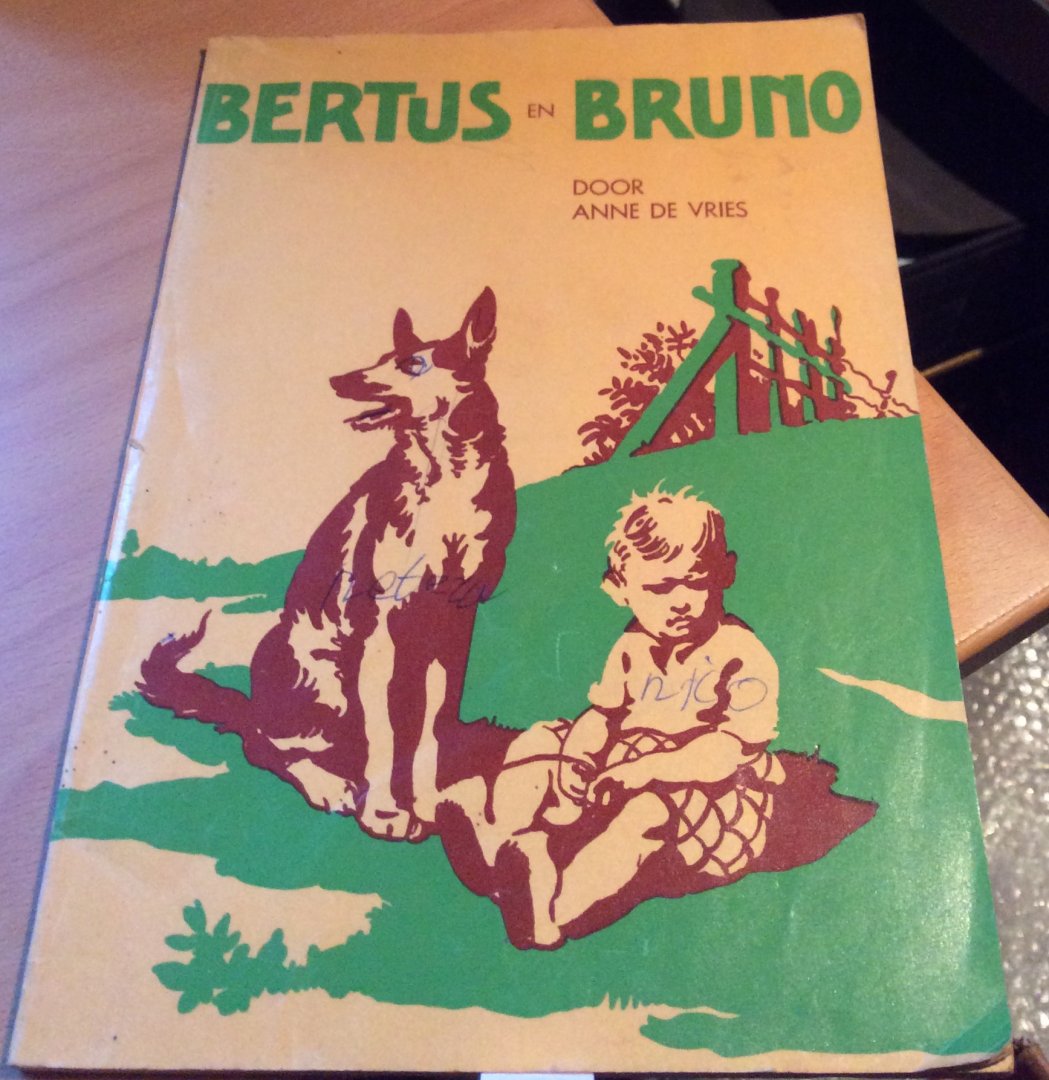 BERTUS EN BRUNO
DOOR
ANNE DE VRIES
nico